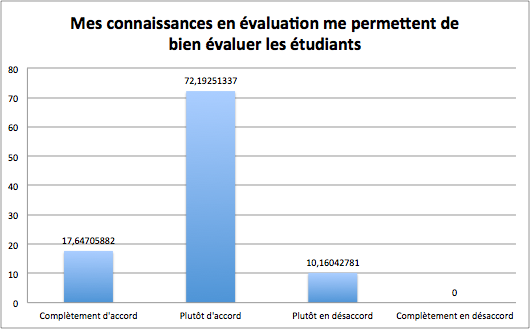 Mes connaissances en évaluation me permettent de
bien évaluer les étudiants
80
70
60
50
40
30
20
10
0
17,64705882
72,19251337
10,16042781
0
Complètement d'accord
Plutôt d'accord
Plutôt en désaccord
Complètement en désaccord